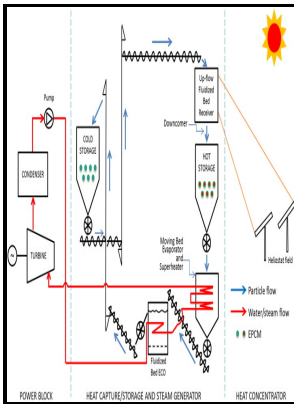 Up-flow
Fluidized
Bed
Receiver
Downcomer
Pump
COLD
STORAGE
HOT
STORAGE
CONDENSER
Moving Bed
Evaporator
and
Superheater
Heliostat field
TURBINE
~
Particle flow
Water/steam flow
EPCM
Fluidized
Bed ECO
POWER BLOCK
HEAT CAPTURE/STORAGE AND STEAM GENERATOR
HEAT CONCENTRATOR